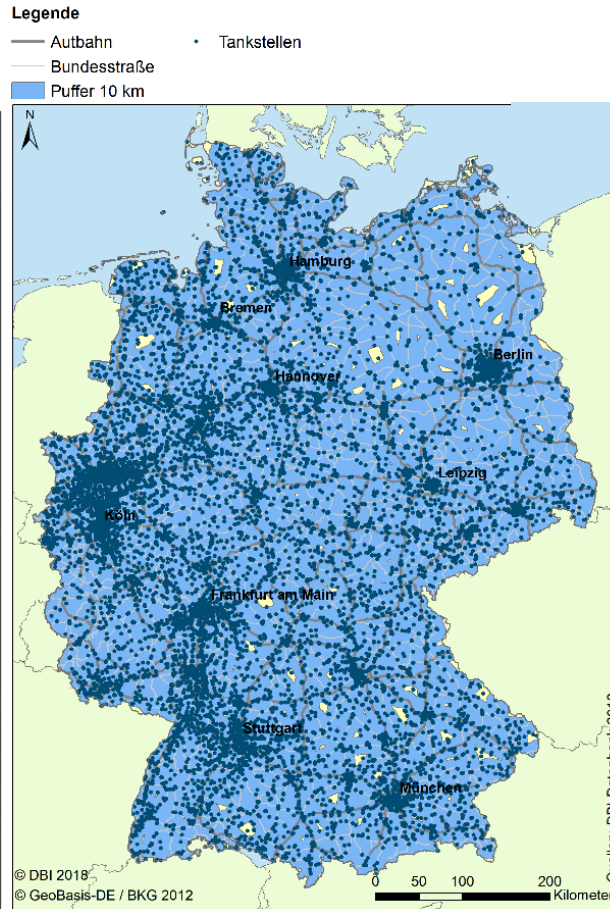 Legende
Autbahn
Tankstellen
Bundesstraße
Puffer 10 km
N
Hamburg
Bremen
Berlin
Hannover
Leipzig
Köln
Frankfurt am Main
Stuttgart
München
© DBI 2018
© GeoBasis-DE / BKG 2012
0 50 100 200
Kilometer